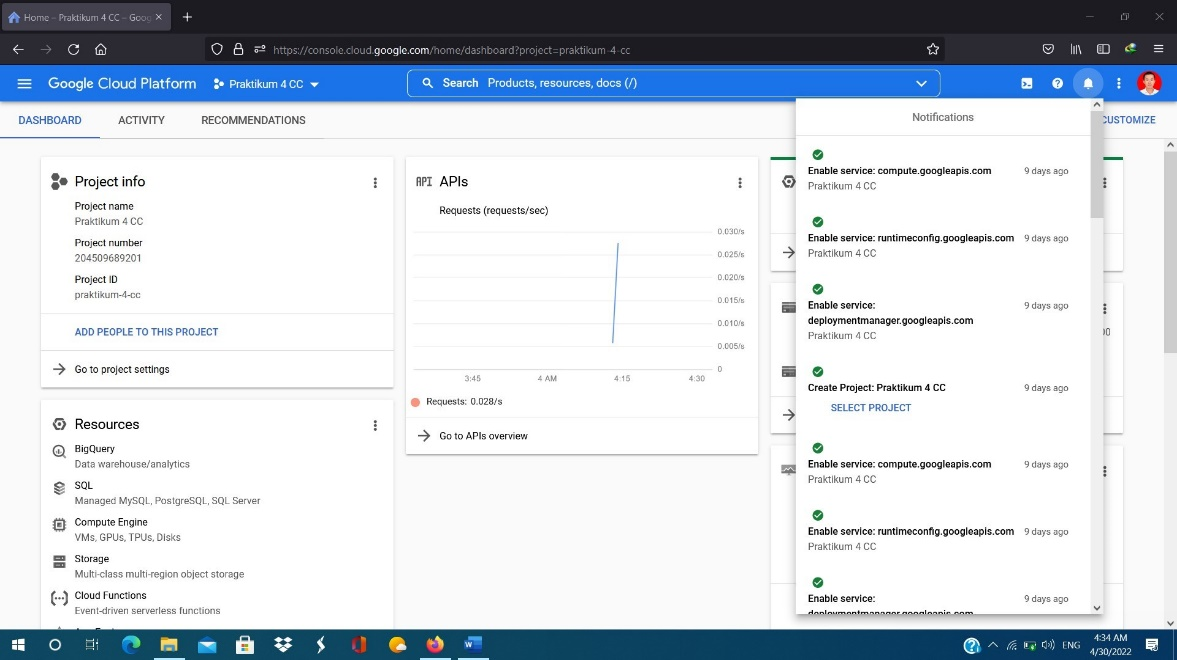 Home – Praktikum 4 CC – Goog
https://console.cloud.google.com/home/dashboard?project=praktikum-4-cc
Google Cloud Platform
Praktikum 4 CC
Search Products, resources, docs (/)
DASHBOARD
ACTIVITY
RECOMMENDATIONS
CUSTOMIZE
Project info
Project name
Praktikum 4 CC
Project number
204509689201
Project ID
praktikum-4-cc
ADD PEOPLE TO THIS PROJECT
Go to project settings
Resources
BigQuery
Data warehouse/analytics
SQL
Managed MySQL, PostgreSQL, SQL Server
Compute Engine
VMs, GPUs, TPUs, Disks
Storage
Multi-class multi-region object storage
Cloud Functions
Event-driven serverless functions
API APIs
Requests (requests/sec)
0.030/s
0.025/s
0.020/s
0.015/s
0.010/s
0.005/s
0
3:45 4 AM 4:15 4:30
Requests: 0.028/s
Go to APIs overview
Notifications
Enable service: compute.googleapis.com 9 days ago
Praktikum 4 CC
Enable service: runtimeconfig.googleapis.com 9 days ago
Praktikum 4 CC
Enable service: 9 days ago
deploymentmanager.googleapis.com
Praktikum 4 CC
Create Project: Praktikum 4 CC 9 days ago
SELECT PROJECT
Enable service: compute.googleapis.com 9 days ago
Praktikum 4 CC
Enable service: runtimeconfig.googleapis.com 9 days ago
Praktikum 4 CC
Enable service: 9 days ago
deploymentmanager.googleapis.com
ENG
4:34 AM
4/30/2022